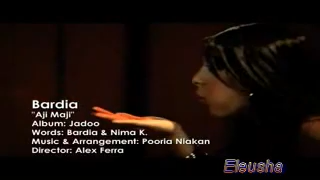 Bardia
"Aji Maji"
Album: Jadoo
Words: Bardia & Nima K.
Music & Arrangement: Pooria Niakan
Director: Alex Ferra
Elsusha